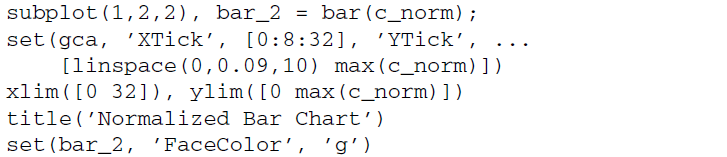 subplot(1,2,2), bar_2 = bar(c_norm);
set(gca, ’XTick’, [0:8:32], ’YTick’, ...
    [linspace(0,0.09,10) max(c_norm)])
xlim([0 32]), ylim([0 max(c_norm)])
title(’Normalized Bar Chart’)
set(bar_2, ’FaceColor’, ’g’)